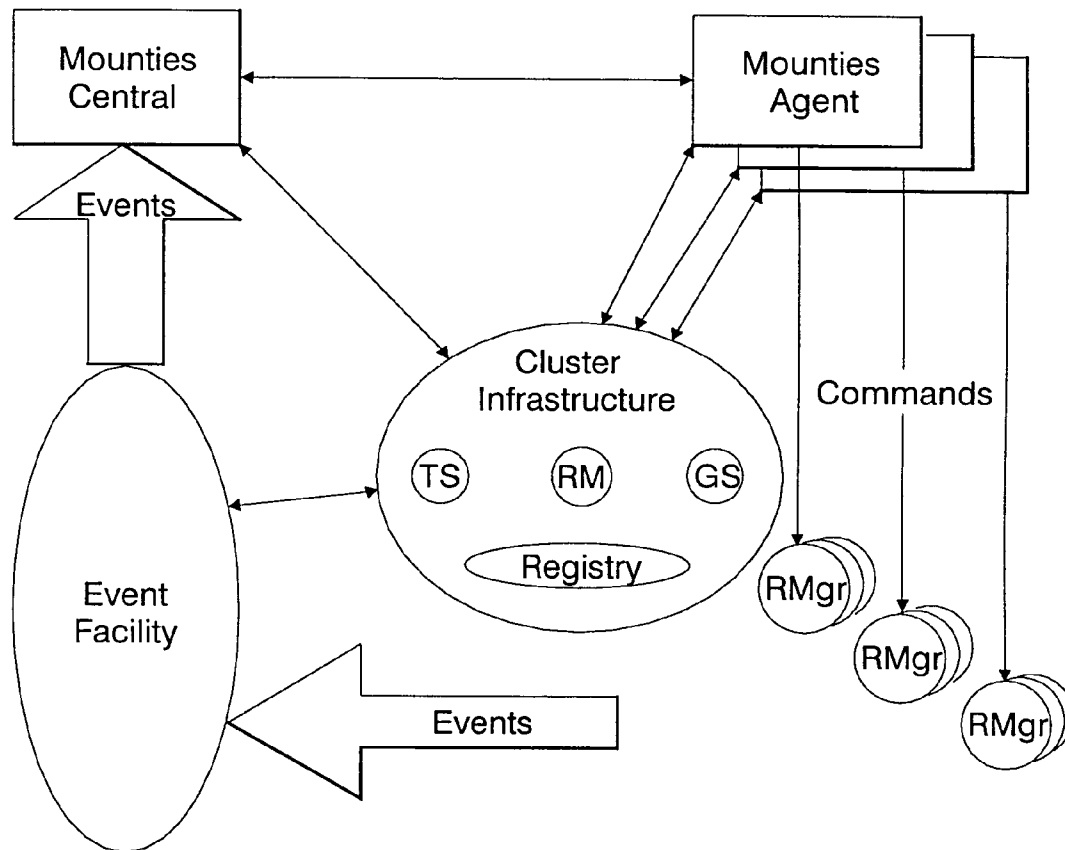 Mounties
Central
Mounties
Agent
Events
Cluster
Infrastructure
Commands
TS
RM
GS
Registry
RMgr
Event
Facility
RMgr
Events
RMgr